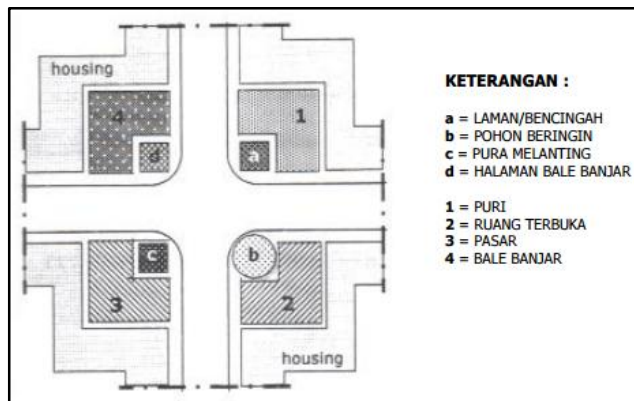 housing
4
1
d
a
c
b
3
2
housing
KETERANGAN :
a = LAMAN/BENCINGAH
b = POHON BERINGIN
c = PURA MELANTING
d = HALAMAN BALE BANJAR
1 = PURI
2 = RUANG TERBUKA
3 = PASAR
4 = BALE BANJAR